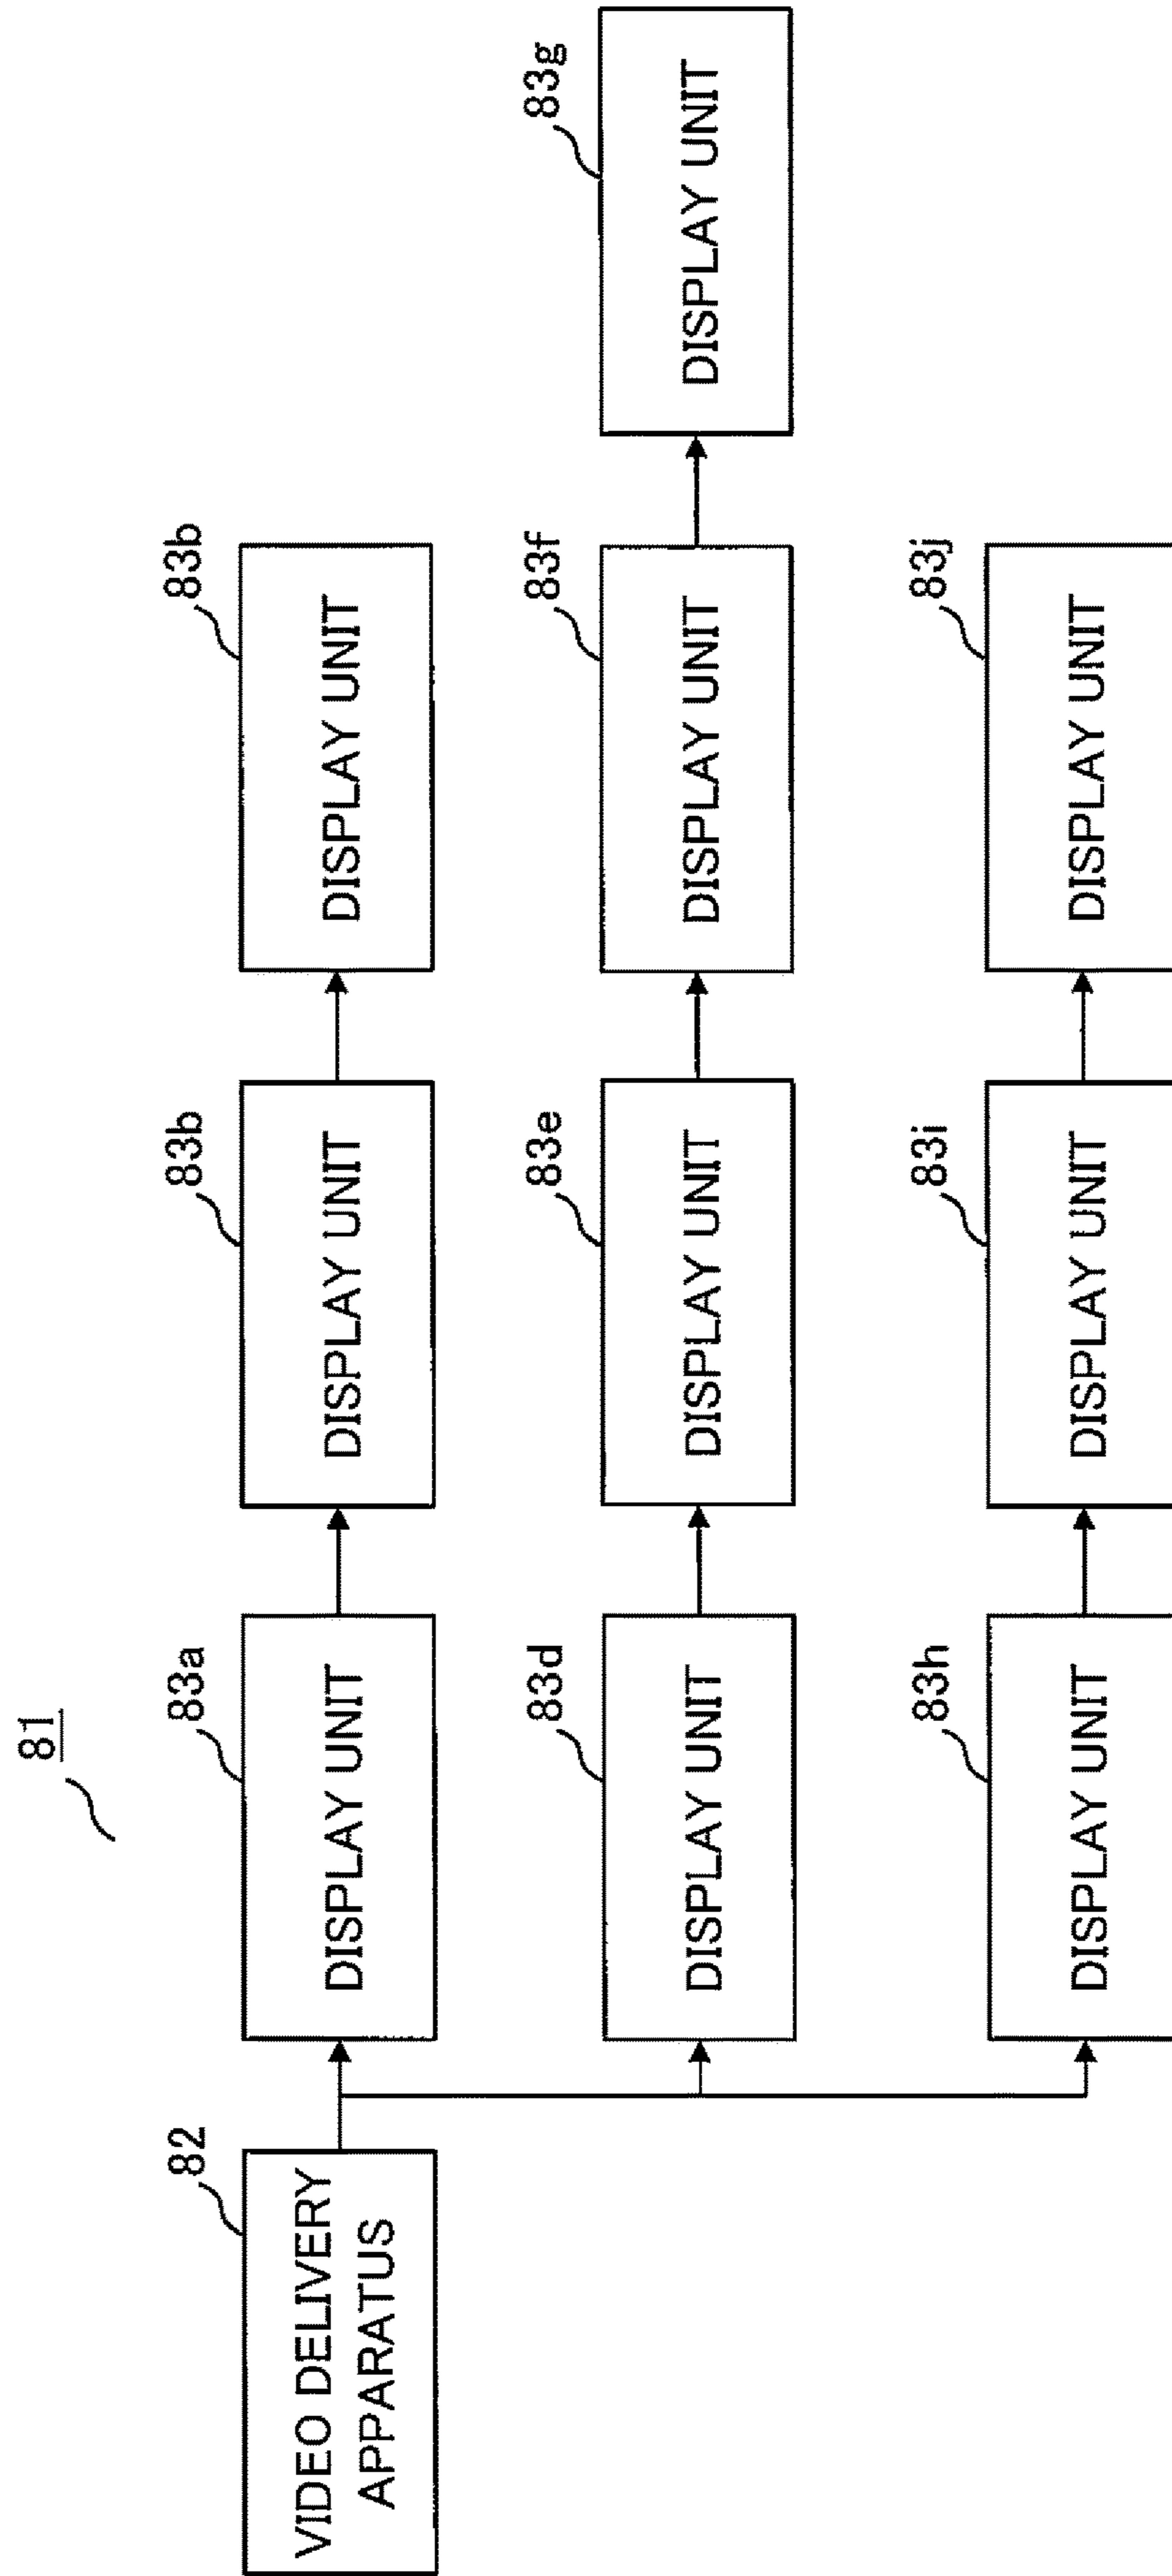 81
82
VIDEO DELIVERY
APPARATUS
83a
DISPLAY UNIT
83b
DISPLAY UNIT
83b
DISPLAY UNIT
83d
DISPLAY UNIT
83e
DISPLAY UNIT
83f
DISPLAY UNIT
83g
DISPLAY UNIT
83h
DISPLAY UNIT
83i
DISPLAY UNIT
83j
DISPLAY UNIT